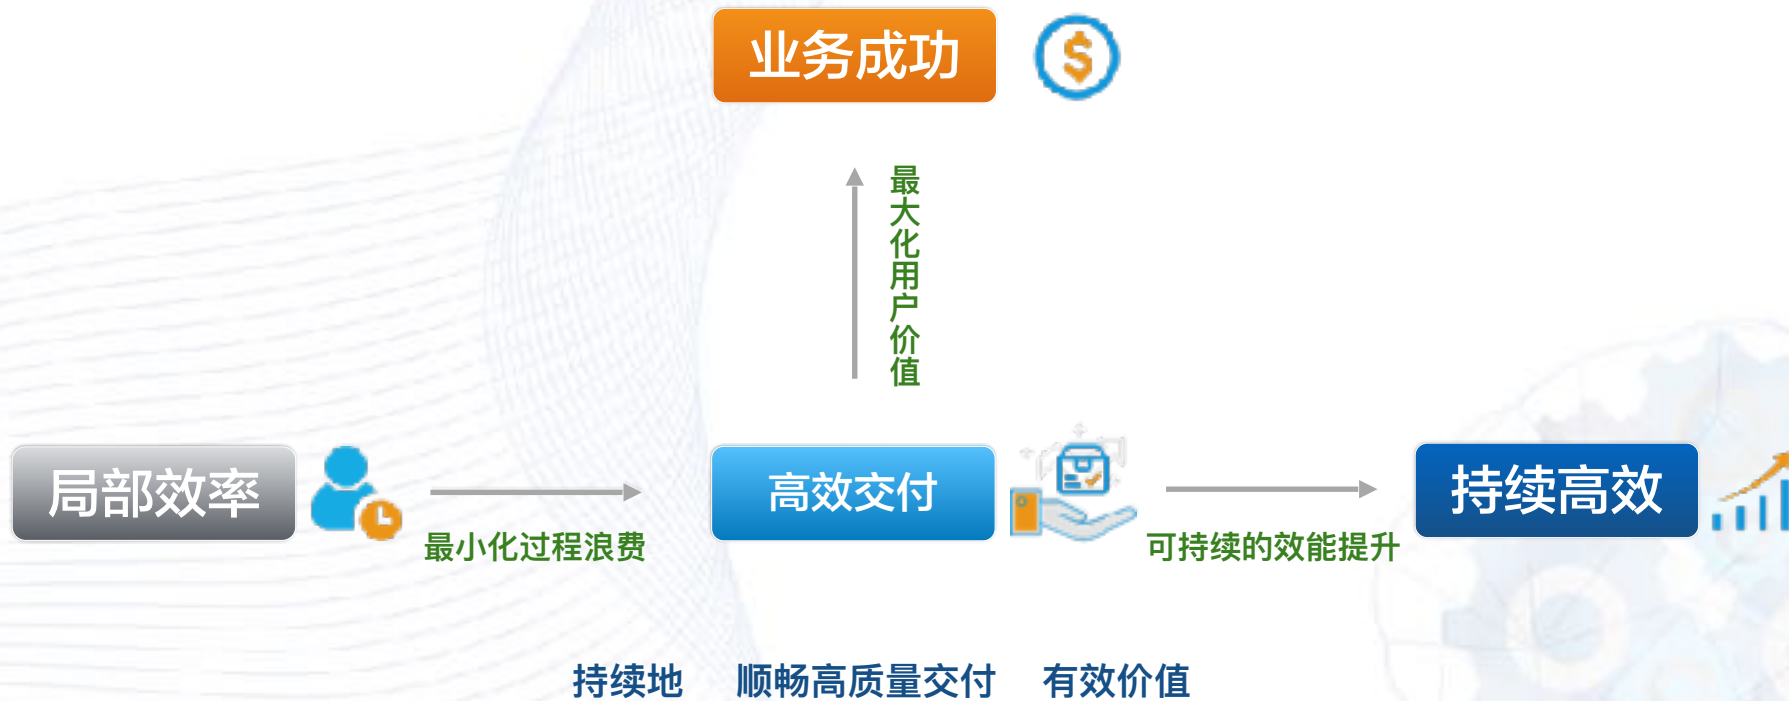 业务成功
最大化用户价值
局部效率
最小化过程浪费
高效交付
可持续的效能提升
持续高效
持续地 顺畅高质量交付 有效价值